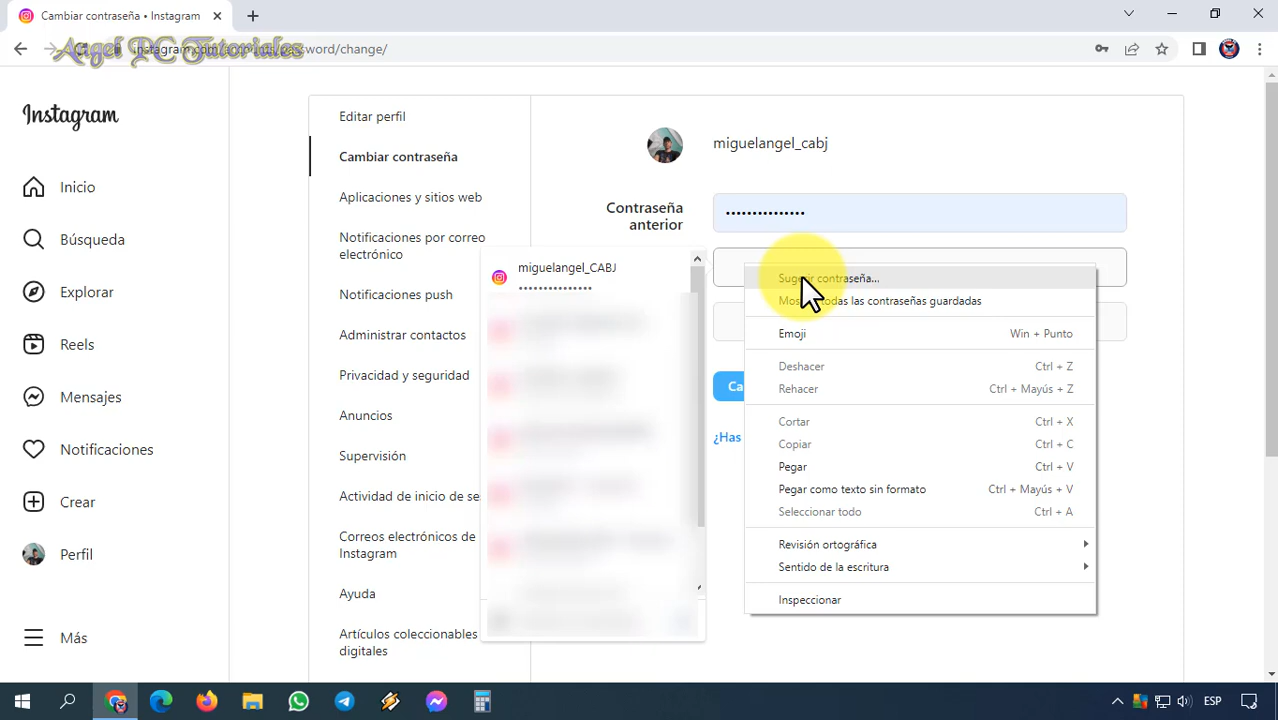 Cambiar contraseña • Instagram
instagram.com/accounts/password/change/
Angel PC Tutoriales
Instagram
Inicio
Búsqueda
Explorar
Reels
Mensajes
Notificaciones
Crear
Perfil
Más
Editar perfil
Cambiar contraseña
Aplicaciones y sitios web
Notificaciones por correo
electrónico
Notificaciones push
Administrar contactos
Privacidad y seguridad
Anuncios
Supervisión
Actividad de inicio de se
Correos electrónicos de
Instagram
Ayuda
Artículos coleccionables
digitales
miguelangel_cabj
Contraseña
anterior
•••••••••••••••
miguelangel_CABJ
•••••••••••••••
Ca
¿Has
Sugerir contraseña...
todas las contraseñas guardadas
Emoji Win + Punto
Deshacer Ctrl + Z
Rehacer Ctrl + Mayús + Z
Cortar Ctrl + X
Copiar Ctrl + C
Pegar Ctrl + V
Pegar como texto sin formato Ctrl + Mayús + V
Seleccionar todo Ctrl + A
Revisión ortográfica
Sentido de la escritura
Inspeccionar
ESP